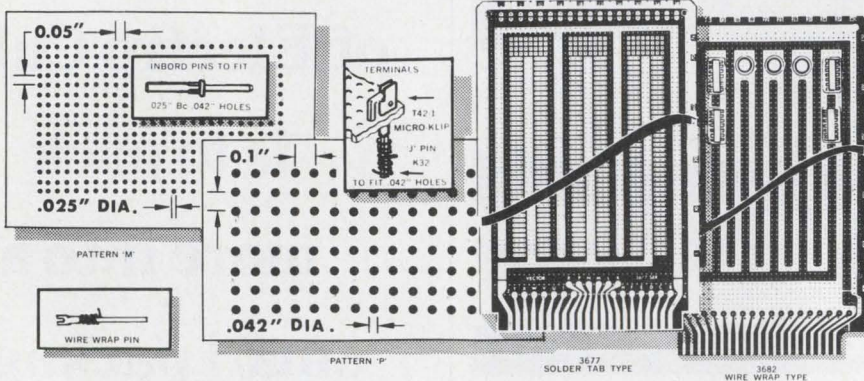 0.05"
INBORD PINS TO FIT
.025" Bc .042" HOLES
.025" DIA.
PATTERN 'M'
WIRE WRAP PIN
TERMINALS
T42-1
MICRO KLIP
'J' PIN
K32
TO FIT .042" HOLES
0.1"
.042" DIA.
PATTERN 'P'
VECTOR
3677
SOLDER TAB TYPE
3682
WIRE WRAP TYPE